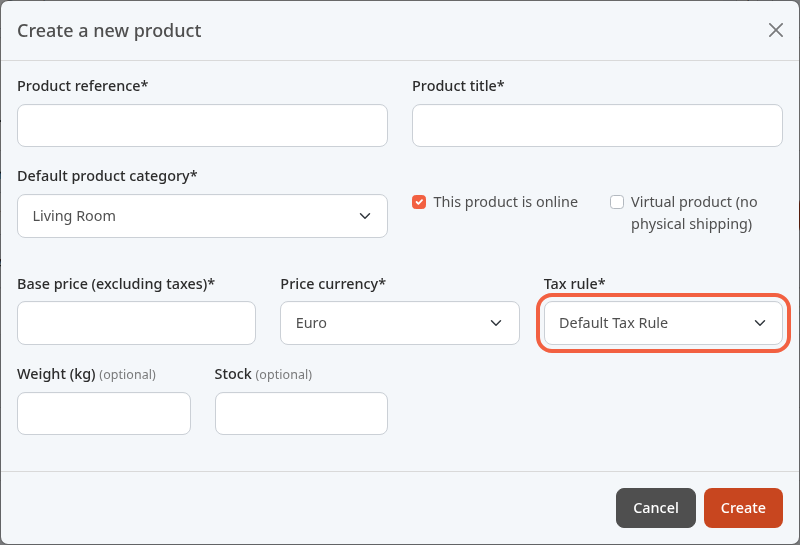 Create a new product
Product reference*
Product title*
Default product category*
Living Room
This product is online
Virtual product (no
physical shipping)
Base price (excluding taxes)*
Price currency*
Tax rule*
Euro
Default Tax Rule
Weight (kg) (optional)
Stock (optional)
Cancel
Create